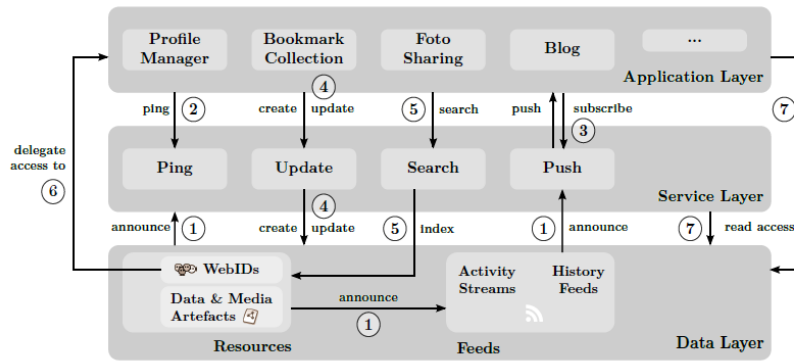 Profile Manager
Bookmark Collection
Foto Sharing
Blog
...
Application Layer
ping 2
create 4 update
5 search
push subscribe
3
7
delegate access to
6
Ping
Update
Search
Push
Service Layer
announce 1
create 4 update
5 index
1 announce
7 read access
WebIDs
Data & Media Artefacts
Resources
announce
1
Activity Streams
History Feeds
Feeds
Data Layer